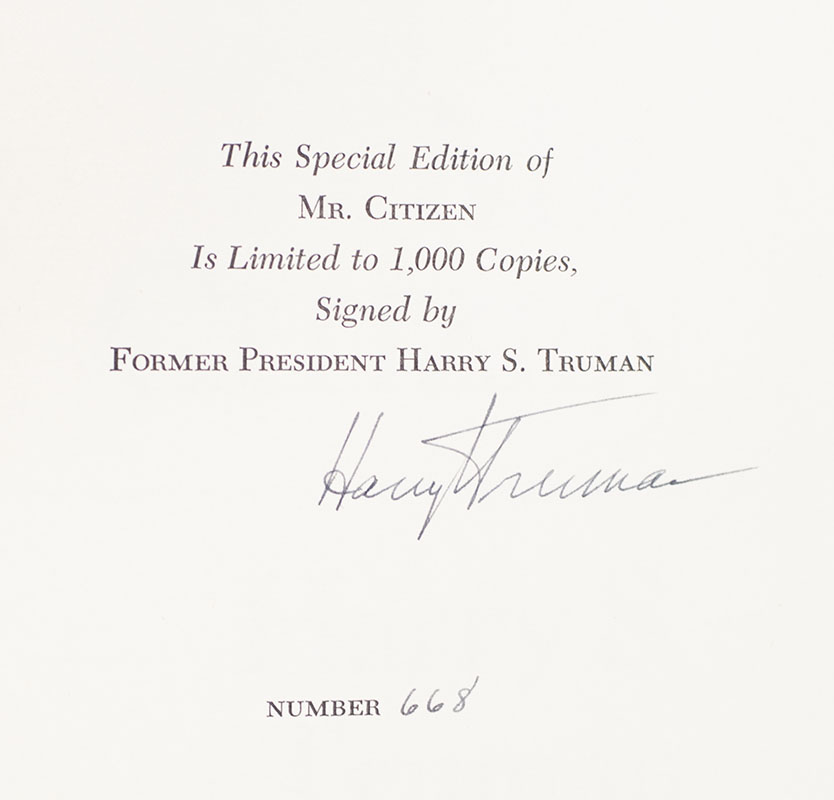 This Special Edition of
MR. CITIZEN
Is Limited to 1,000 Copies,
Signed by
FORMER PRESIDENT HARRY S. TRUMAN
Harry S Truman
NUMBER 668